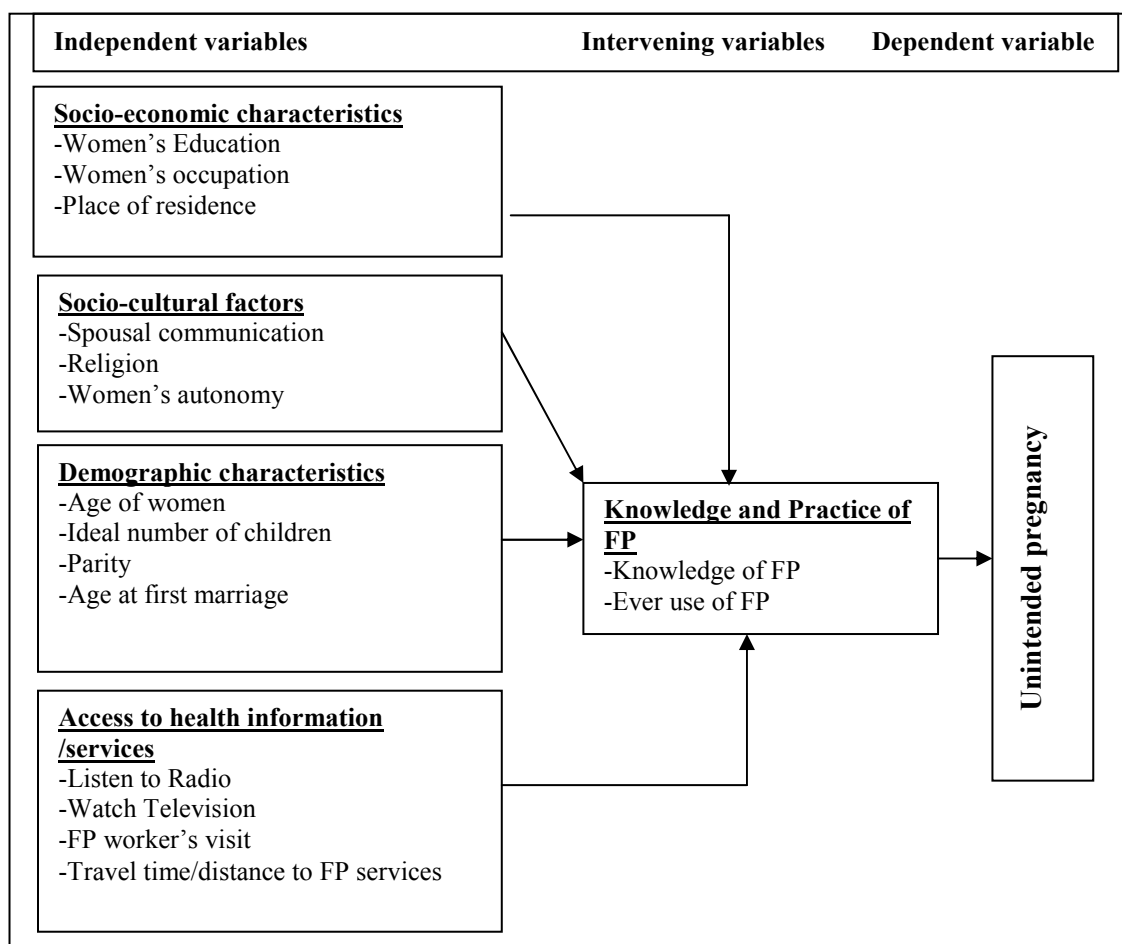 Independent variables Intervening variables Dependent variable
Socio-economic characteristics
-Women’s Education
-Women’s occupation
-Place of residence
Socio-cultural factors
-Spousal communication
-Religion
-Women’s autonomy
Demographic characteristics
-Age of women
-Ideal number of children
-Parity
-Age at first marriage
Access to health information
/services
-Listen to Radio
-Watch Television
-FP worker’s visit
-Travel time/distance to FP services
Knowledge and Practice of
FP
-Knowledge of FP
-Ever use of FP
Unintended pregnancy